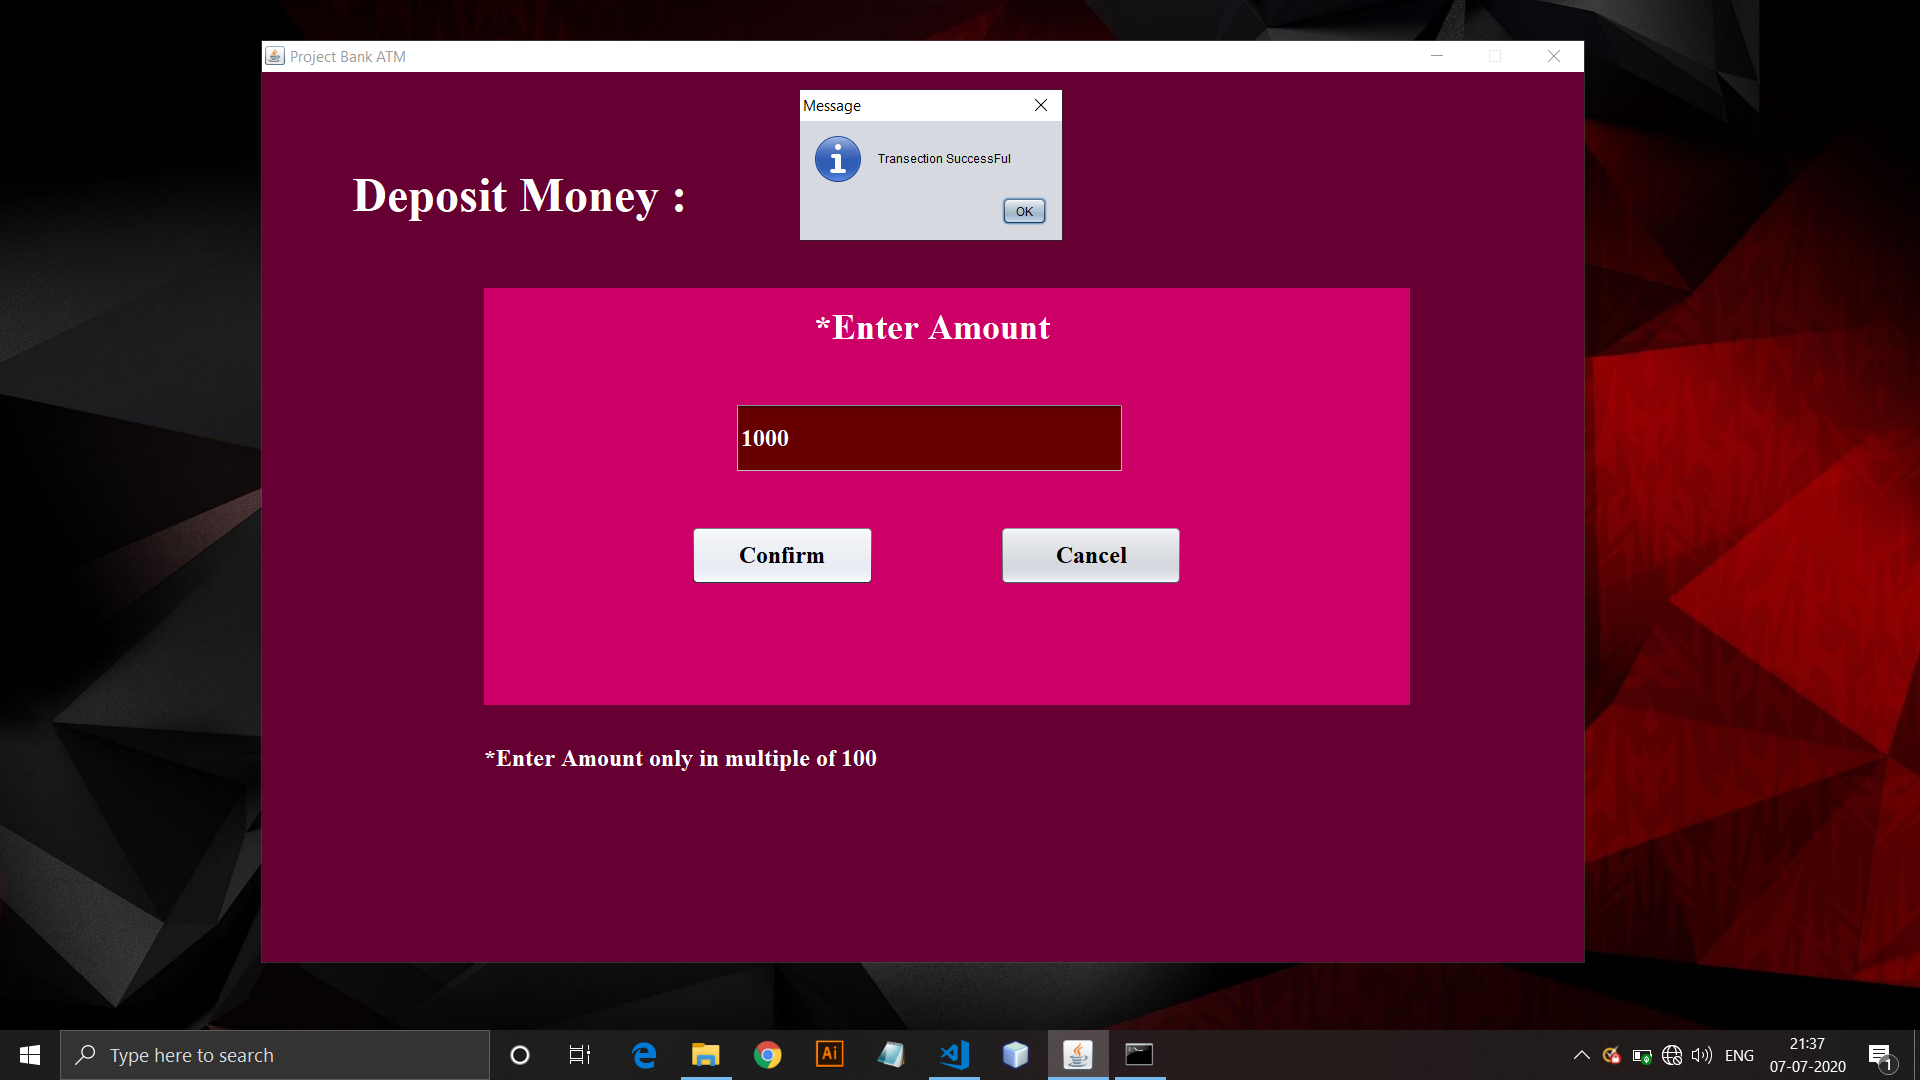 Project Bank ATM
Message
Transection SuccessFul
OK
Deposit Money :
*Enter Amount
1000
Confirm Cancel
*Enter Amount only in multiple of 100
Type here to search
Ai
ENG
21:37
07-07-2020
1